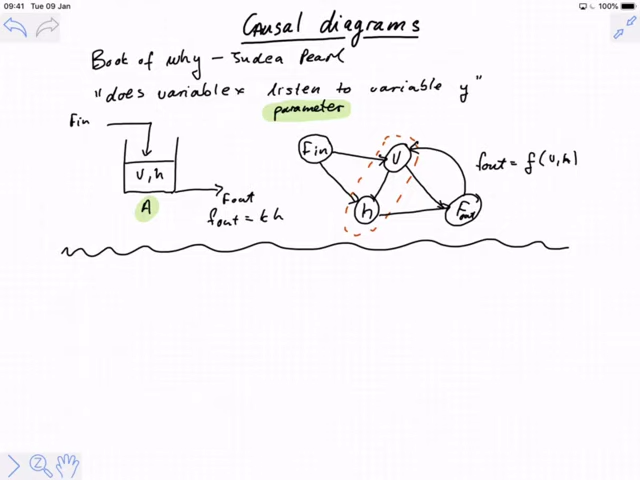 09:41 Tue 09 Jan
100%
Causal diagrams
Book of why – Judea Pearl
"does variable x listen to variable y"
parameter
Fin
V, h
A
Fout
fout = k h
Fin
V
h
Fout
fout = f(V,h)